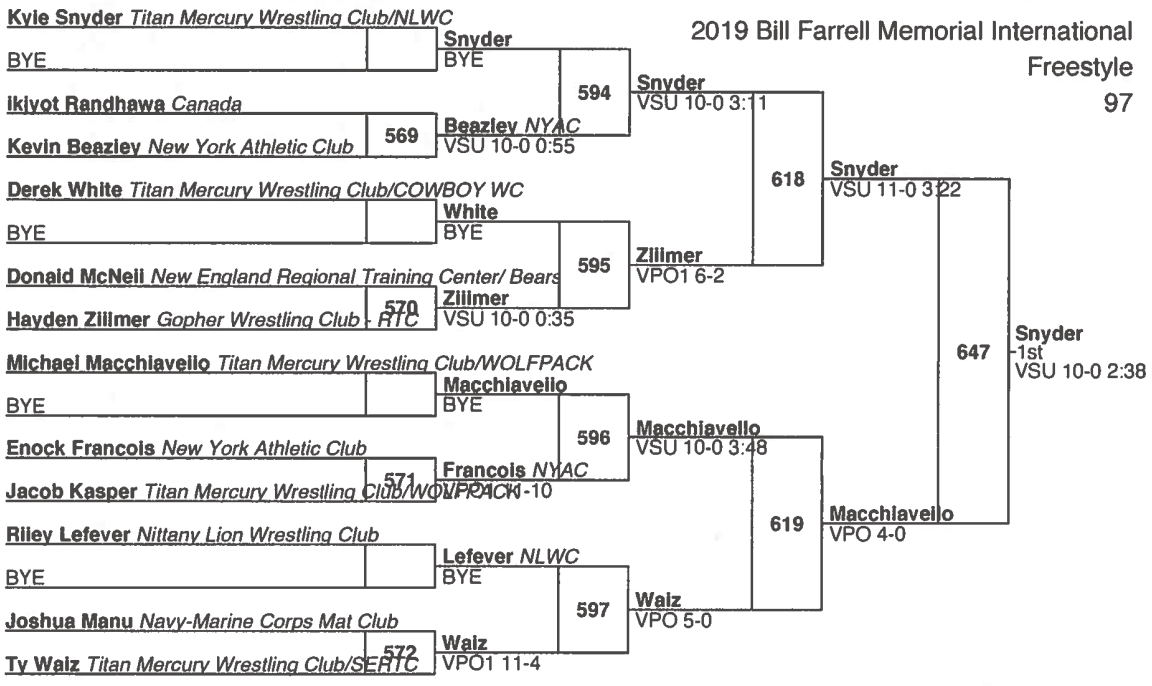 2019 Bill Farrell Memorial International
Freestyle
97
Kyle Snyder Titan Mercury Wrestling Club/NLWC
BYE
Snyder
BYE
ikiyot Randhawa Canada
569
Kevin Beazley New York Athletic Club
Beazley NYAC
VSU 10-0 0:55
594
Snyder
VSU 10-0 3:11
Derek White Titan Mercury Wrestling Club/COWBOY WC
BYE
White
BYE
Donald McNeil New England Regional Training Center/ Bears
570
Hayden Zillmer Gopher Wrestling Club - RTC
Zillmer
VSU 10-0 0:35
595
Zillmer
VPO1 6-2
618
Snyder
VSU 11-0 3:22
Michael Macchiavello Titan Mercury Wrestling Club/WOLFPACK
BYE
Macchiavello
BYE
Enock Francois New York Athletic Club
571
Jacob Kasper Titan Mercury Wrestling Club/WOLFPACK
Francois NYAC
VPO1 11-10
596
Macchiavello
VSU 10-0 3:48
Riley Lefever Nittany Lion Wrestling Club
BYE
Lefever NLWC
BYE
Joshua Manu Navy-Marine Corps Mat Club
572
Ty Walz Titan Mercury Wrestling Club/SERTC
Walz
VPO1 11-4
597
Walz
VPO 5-0
619
Macchiavello
VPO 4-0
647
Snyder
1st
VSU 10-0 2:38